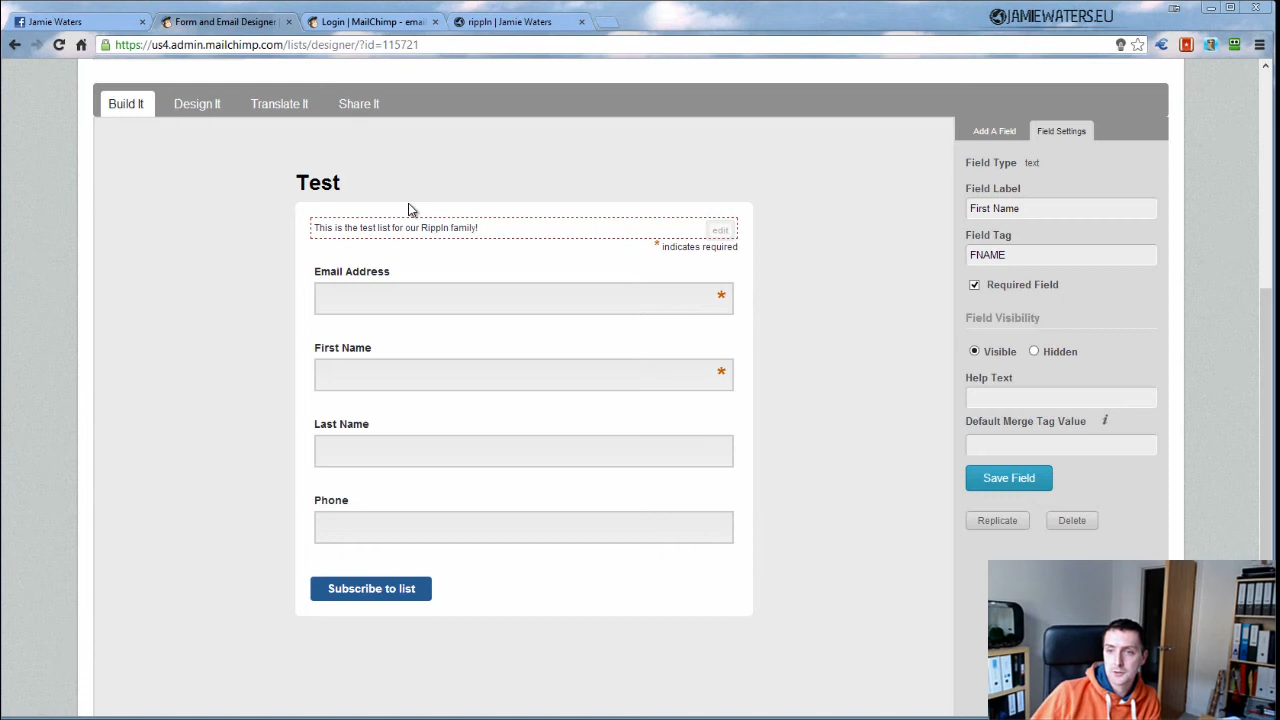 Jamie Waters
Form and Email Designer
Login | MailChimp - email
rippln | Jamie Waters
JAMIEWATERS.EU
https://us4.admin.mailchimp.com/lists/designer/?id=115721
Build It
Design It
Translate It
Share It
Add A Field
Field Settings
Test
This is the test list for our Rippln family!
edit
* indicates required
Email Address
*
First Name
*
Last Name
Phone
Subscribe to list
Field Type text
Field Label
First Name
Field Tag
FNAME
Required Field
Field Visibility
Visible
Hidden
Help Text
Default Merge Tag Value i
Save Field
Replicate
Delete